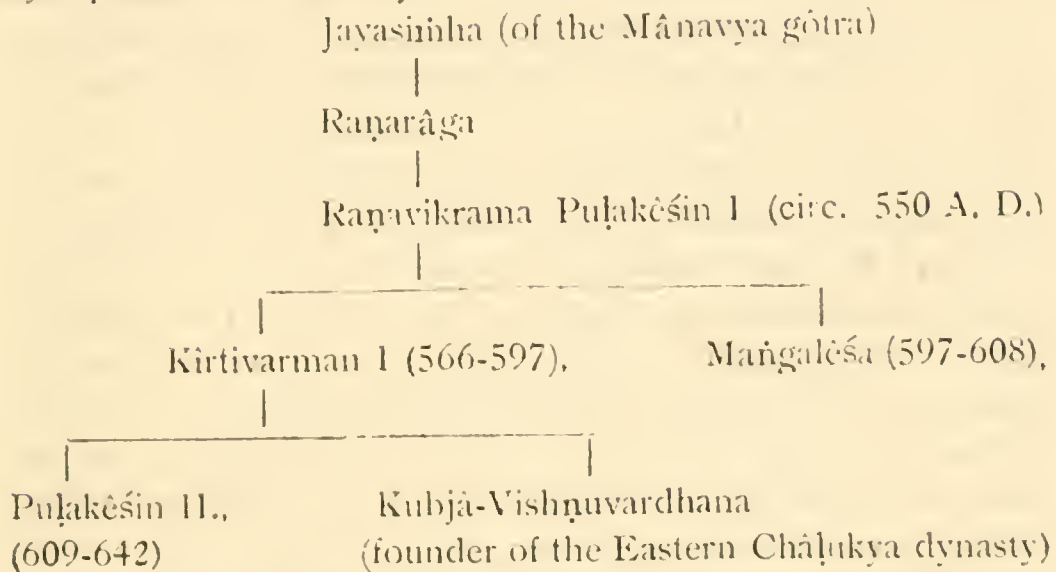 Jayasiṁha (of the Mânavya gôtra)
Raṇarâga
Raṇavikrama Puḷakêśin I (circ. 550 A. D.)
Kîrtivarman I (566-597), Maṅgalêśa (597-608),
Puḷakêśin II., Kubjâ-Vishṇuvardhana
(609-642) (founder of the Eastern Châḷukya dynasty)